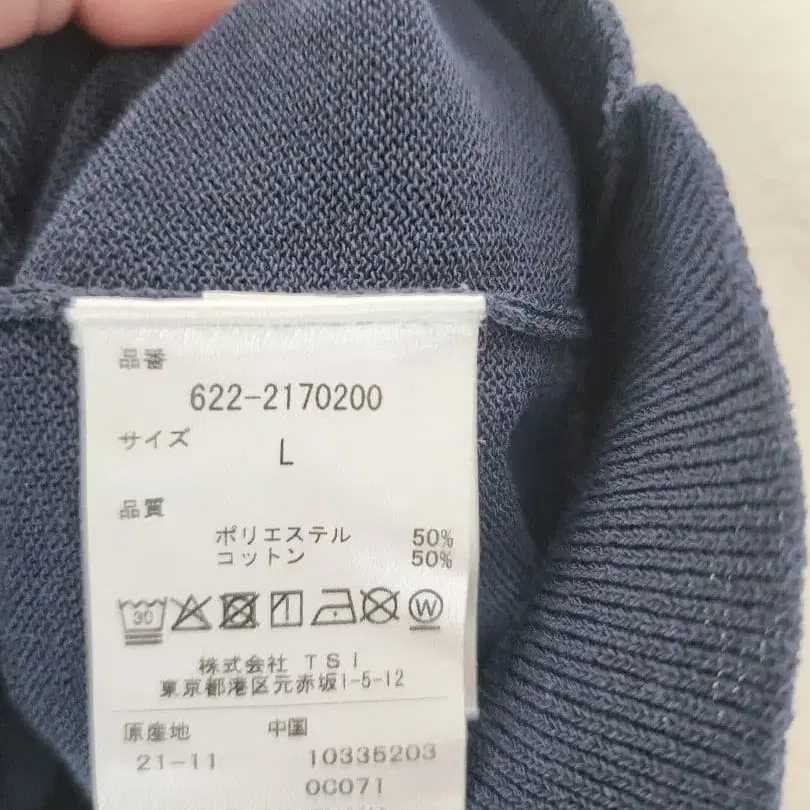 品番
622-2170200
サイズ
L
品質
ポリエステル 50%
コットン 50%
30 W
株式会社 TSI
東京都港区元赤坂1-5-12
原産地 中国
21-11 10335203
0C071